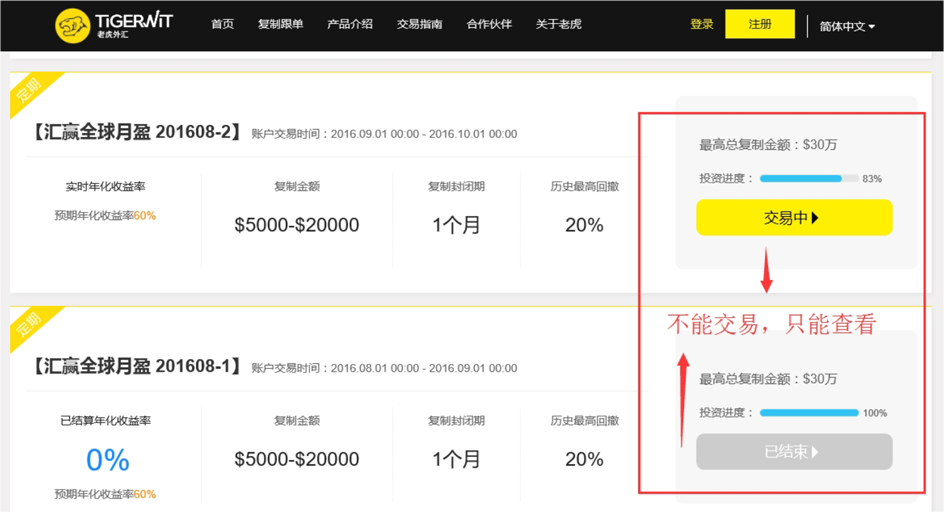 TiGERWiT
老虎外汇
首页 复制跟单 产品介绍 交易指南 合作伙伴 关于老虎 登录 注册 简体中文
定期
【汇赢全球月盈 201608-2】 账户交易时间：2016.09.01 00:00 - 2016.10.01 00:00
实时年化收益率 复制金额 复制封闭期 历史最高回撤
预期年化收益率60% $5000-$20000 1个月 20%
最高总复制金额：$30万
投资进度： 83%
交易中
不能交易，只能查看
定期
【汇赢全球月盈 201608-1】 账户交易时间：2016.08.01 00:00 - 2016.09.01 00:00
已结算年化收益率 复制金额 复制封闭期 历史最高回撤
0% $5000-$20000 1个月 20%
预期年化收益率60%
最高总复制金额：$30万
投资进度： 100%
已结束